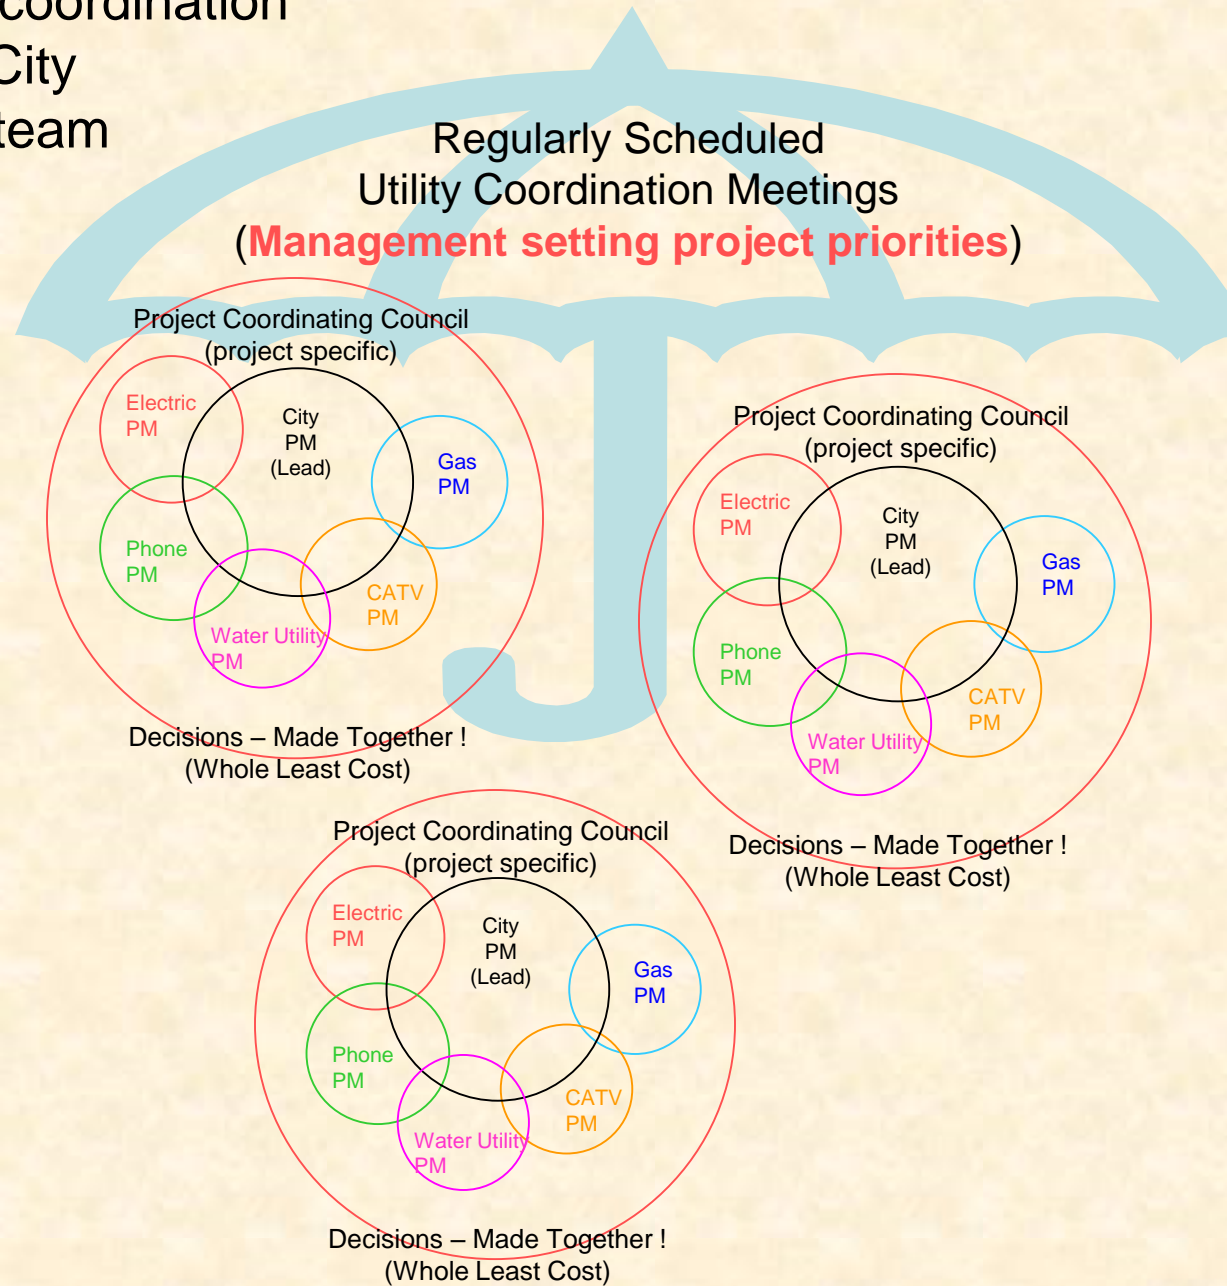 coordination
City
team
Regularly Scheduled
Utility Coordination Meetings
(Management setting project priorities)
Project Coordinating Council
(project specific)
Electric
PM
City
PM
(Lead)
Gas
PM
Phone
PM
CATV
PM
Water Utility
PM
Decisions – Made Together !
(Whole Least Cost)
Project Coordinating Council
(project specific)
Electric
PM
City
PM
(Lead)
Gas
PM
Phone
PM
CATV
PM
Water Utility
PM
Decisions – Made Together !
(Whole Least Cost)
Project Coordinating Council
(project specific)
Electric
PM
City
PM
(Lead)
Gas
PM
Phone
PM
CATV
PM
Water Utility
PM
Decisions – Made Together !
(Whole Least Cost)